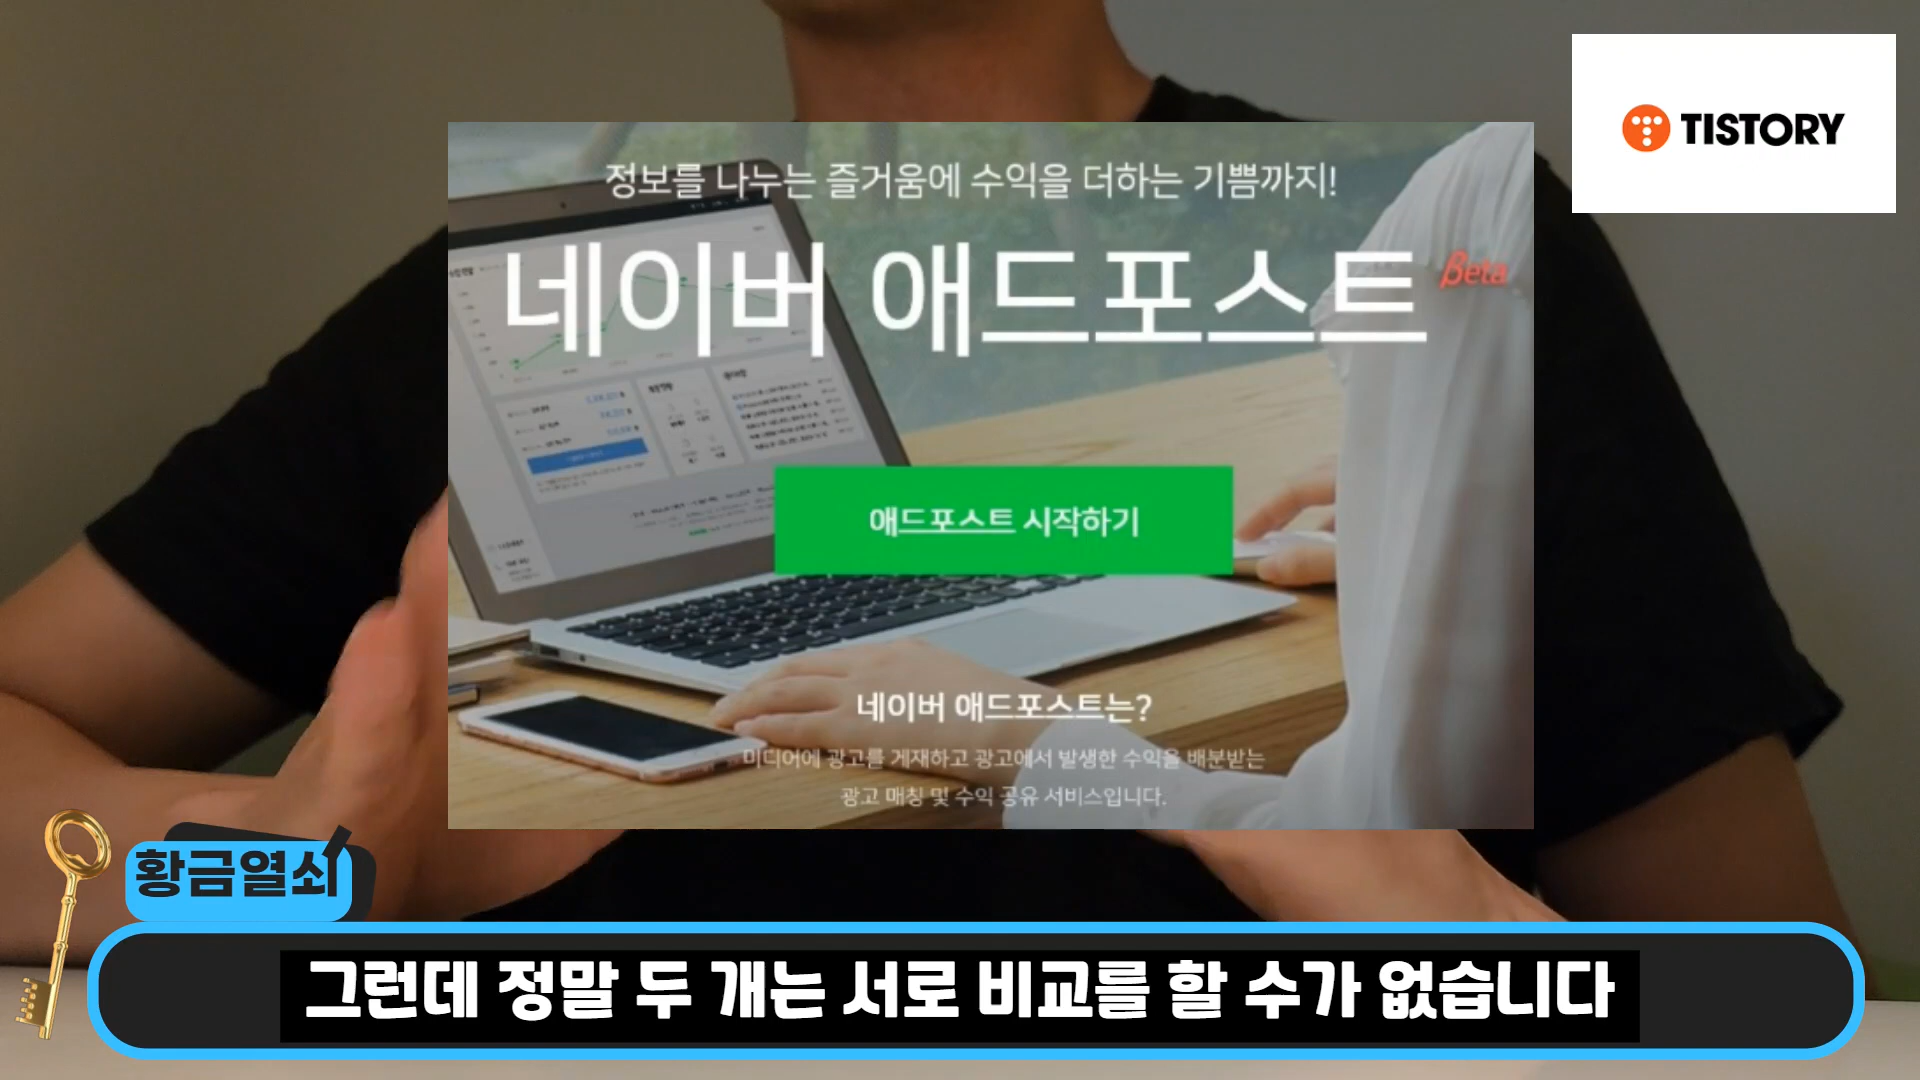 TISTORY
정보를 나누는 즐거움에 수익을 더하는 기쁨까지!
네이버 애드포스트 Beta
애드포스트 시작하기
네이버 애드포스트는?
미디어에 광고를 게재하고 광고에서 발생한 수익을 배분받는
광고 매칭 및 수익 공유 서비스입니다.
황금열쇠
그런데 정말 두 개는 서로 비교를 할 수가 없습니다